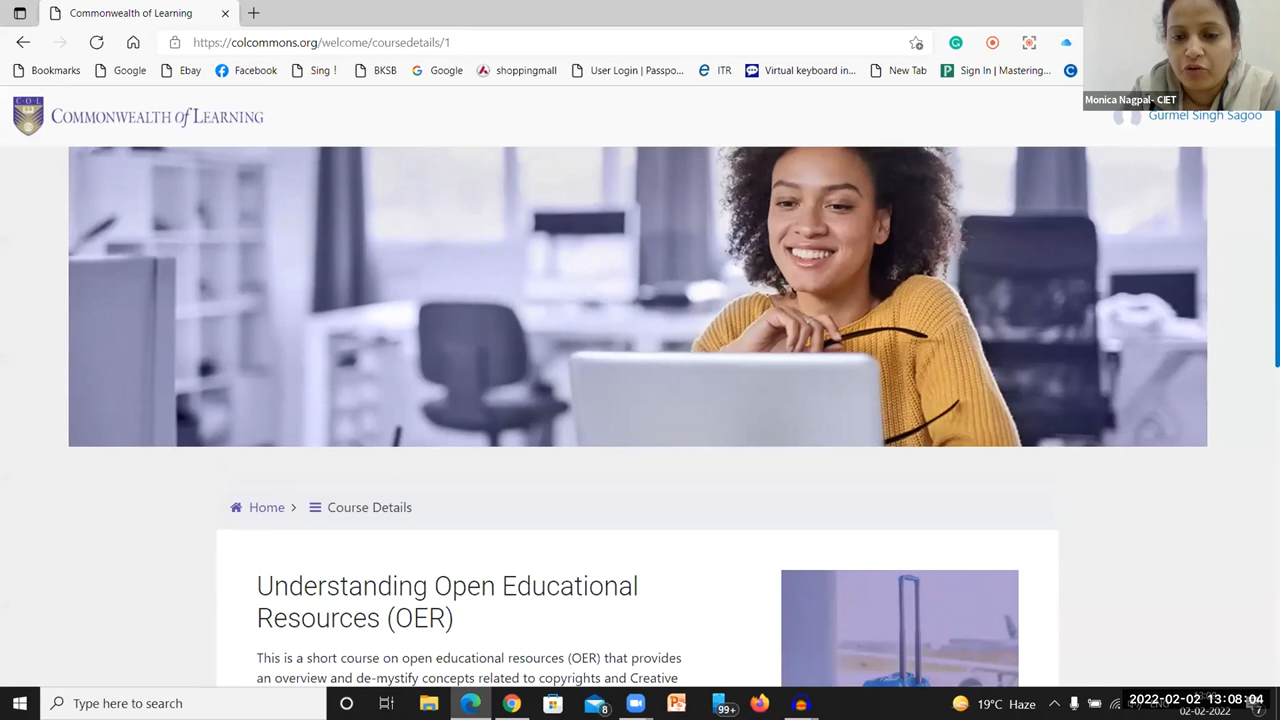 Commonwealth of Learning
https://colcommons.org/welcome/coursedetails/1
Bookmarks Google Ebay Facebook Sing ! BKSB Google shoppingmall User Login | Passpo... ITR Virtual keyboard in... New Tab Sign In | Mastering...
Monica Nagpal- CIET
C·O·L
COMMONWEALTH of LEARNING
Gurmel Singh Sagoo
Home > Course Details
Understanding Open Educational
Resources (OER)
This is a short course on open educational resources (OER) that provides
an overview and de-mystify concepts related to copyrights and Creative
Type here to search
8
99+
19°C Haze
2022-02-02 13:08:04
02-02-2022
7